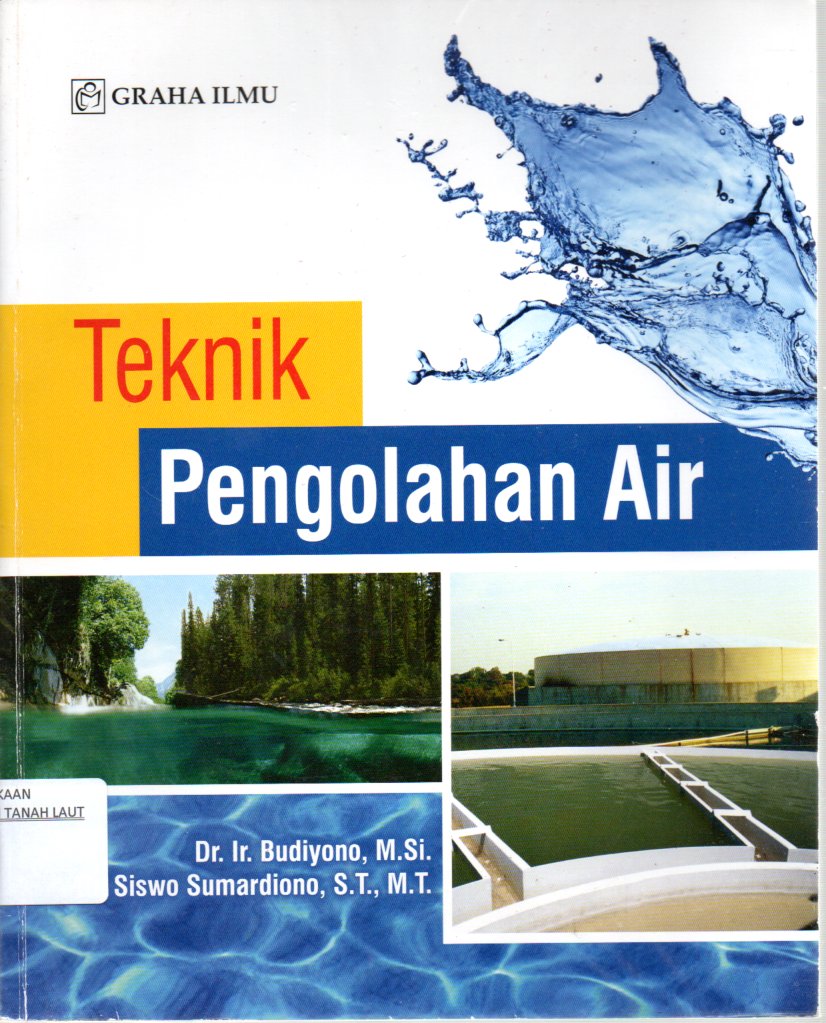 GRAHA ILMU
Teknik
Pengolahan Air
KAAN
TANAH LAUT
Dr. Ir. Budiyono, M.Si.
Siswo Sumardiono, S.T., M.T.